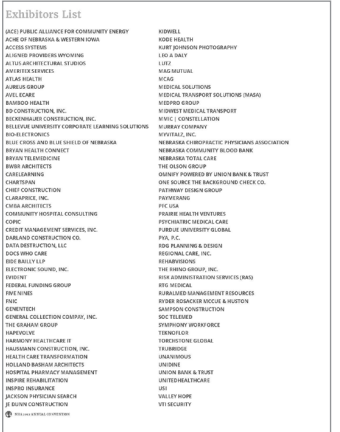 Exhibitors List
(ACE) PUBLIC ALLIANCE FOR COMMUNITY ENERGY
ACHE OF NEBRASKA & WESTERN IOWA
ACCESS SYSTEMS
ALIGNED PROVIDERS WYOMING
ALTUS ARCHITECTURAL STUDIOS
AMERITEX SERVICES
ATLAS HEALTH
AUREUS GROUP
AVEL ECARE
BAMBOO HEALTH
BD CONSTRUCTION, INC.
BECKENHAUER CONSTRUCTION, INC.
BELLEVUE UNIVERSITY CORPORATE LEARNING SOLUTIONS
BIO-ELECTRONICS
BLUE CROSS AND BLUE SHIELD OF NEBRASKA
BRYAN HEALTH CONNECT
BRYAN TELEMEDICINE
BWBR ARCHITECTS
CARELEARNING
CHARTSPAN
CHIEF CONSTRUCTION
CLARAPRICE, INC.
CMBA ARCHITECTS
COMMUNITY HOSPITAL CONSULTING
COPIC
CREDIT MANAGEMENT SERVICES, INC.
DARLAND CONSTRUCTION CO.
DATA DESTRUCTION, LLC
DOCS WHO CARE
EIDE BAILLY LLP
ELECTRONIC SOUND, INC.
EVIDENT
FEDERAL FUNDING GROUP
FIVE NINES
FNIC
GENENTECH
GENERAL COLLECTION COMPAY, INC.
THE GRAHAM GROUP
HAPEVOLVE
HARMONY HEALTHCARE IT
HAUSMANN CONSTRUCTION, INC.
HEALTH CARE TRANSFORMATION
HOLLAND BASHAM ARCHITECTS
HOSPITAL PHARMACY MANAGEMENT
INSPIRE REHABILITATION
INSPRO INSURANCE
JACKSON PHYSICIAN SEARCH
JE DUNN CONSTRUCTION
KIDWELL
KODE HEALTH
KURT JOHNSON PHOTOGRAPHY
LEO A DALY
LUTZ
MAG MUTUAL
MCAG
MEDICAL SOLUTIONS
MEDICAL TRANSPORT SOLUTIONS (MASA)
MEDPRO GROUP
MIDWEST MEDICAL TRANSPORT
MMIC | CONSTELLATION
MURRAY COMPANY
MYVITALZ, INC.
NEBRASKA CHIROPRACTIC PHYSICIANS ASSOCIATION
NEBRASKA COMMUNITY BLOOD BANK
NEBRASKA TOTAL CARE
THE OLSON GROUP
OMNIFY POWERED BY UNION BANK & TRUST
ONE SOURCE THE BACKGROUND CHECK CO.
PATHWAY DESIGN GROUP
PAYMERANG
PFC USA
PRAIRIE HEALTH VENTURES
PSYCHIATRIC MEDICAL CARE
PURDUE UNIVERSITY GLOBAL
PYA, P.C.
RDG PLANNING & DESIGN
REGIONAL CARE, INC.
REHABVISIONS
THE RHINO GROUP, INC.
RISK ADMINISTRATION SERVICES (RAS)
RTG MEDICAL
RURALMED MANAGEMENT RESOURCES
RYDER ROSACKER MCCUE & HUSTON
SAMPSON CONSTRUCTION
SOC TELEMED
SYMPHONY WORKFORCE
TEKNOFLOR
TORCHSTONE GLOBAL
TRUBRIDGE
UNANIMOUS
UNIDINE
UNION BANK & TRUST
UNITEDHEALTHCARE
USI
VALLEY HOPE
VTI SECURITY